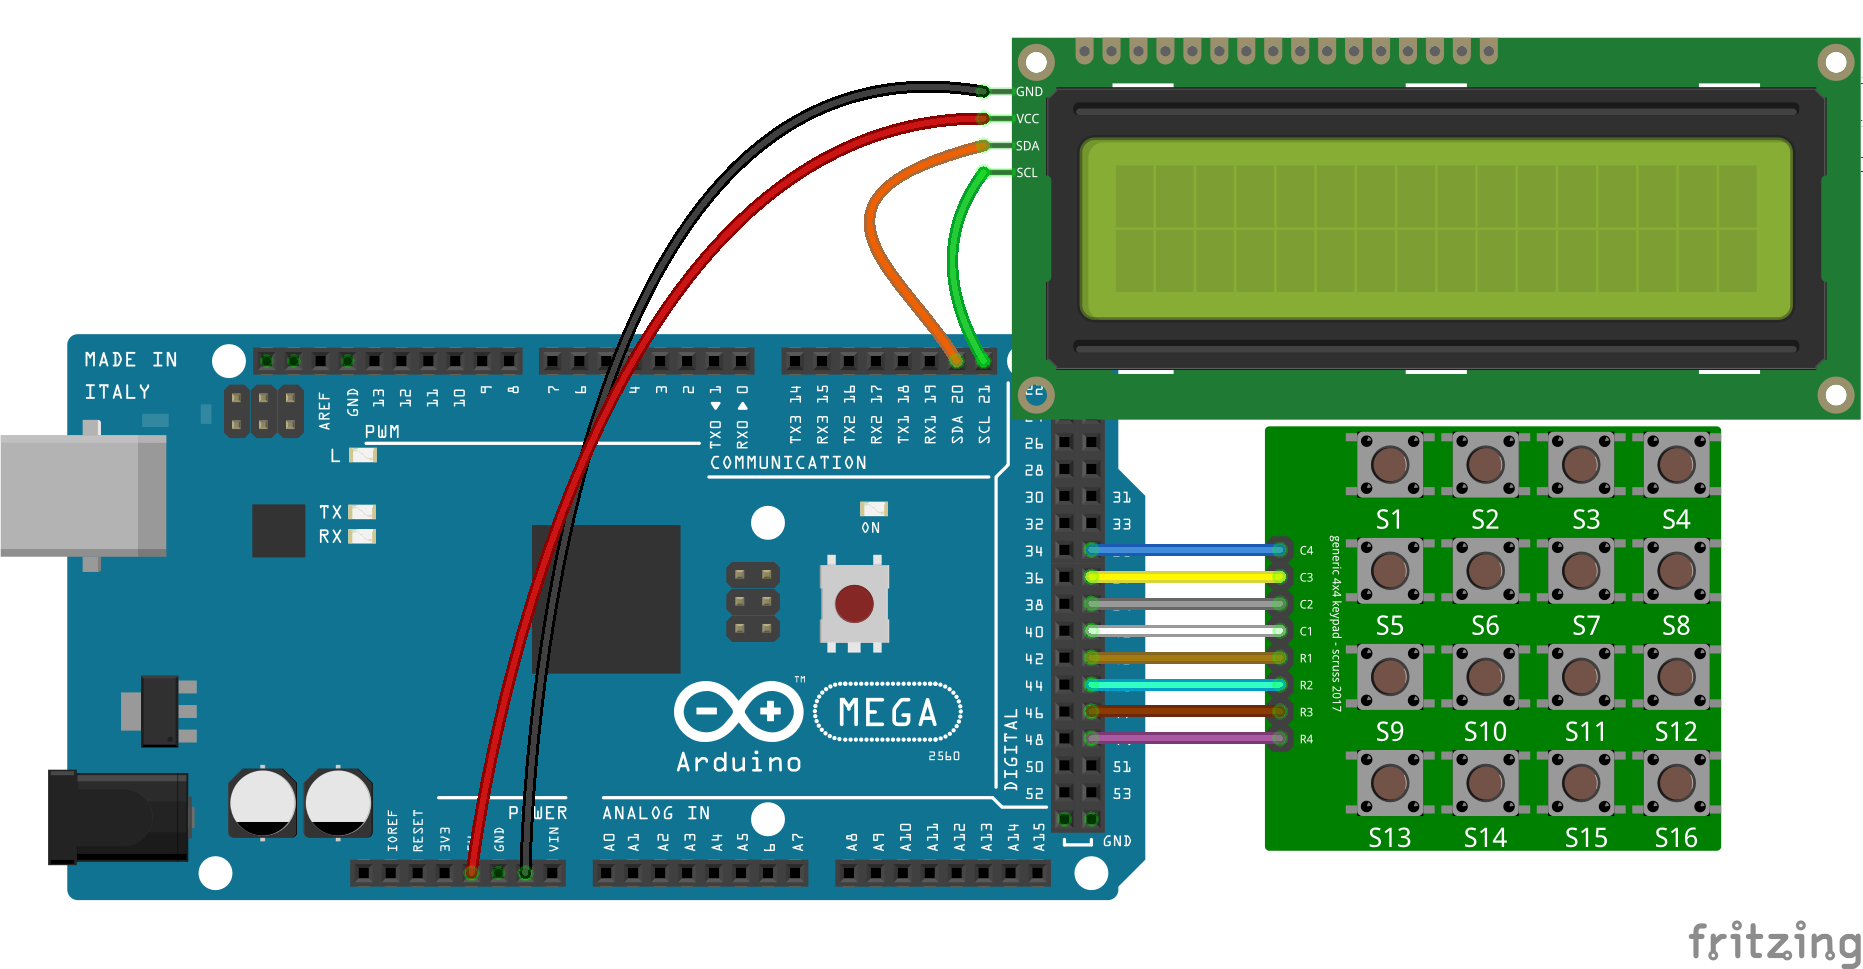 GND
VCC
SDA
SCL
MADE IN
ITALY
AREF
GND
13
12
11
10
9
8
7
6
4
3
2
TX0 1
RX0 0
TX3 14
RX3 15
TX2 16
RX2 17
TX1 18
RX1 19
SDA 20
SCL 21
PWM
COMMUNICATION
L
TX
RX
ON
22
26
28
30
31
32
33
34
36
38
40
42
44
46
48
50
51
52
53
GND
DIGITAL
MEGA
2560
TM
Arduino
POWER
ANALOG IN
IOREF
RESET
3V3
GND
VIN
A0
A1
A2
A3
A4
A5
6
A7
A8
A9
A10
A11
A12
A13
A14
A15
C4
C3
C2
C1
R1
R2
R3
R4
generic 4x4 keypad - scruss 2017
S1 S2 S3 S4
S5 S6 S7 S8
S9 S10 S11 S12
S13 S14 S15 S16
fritzing